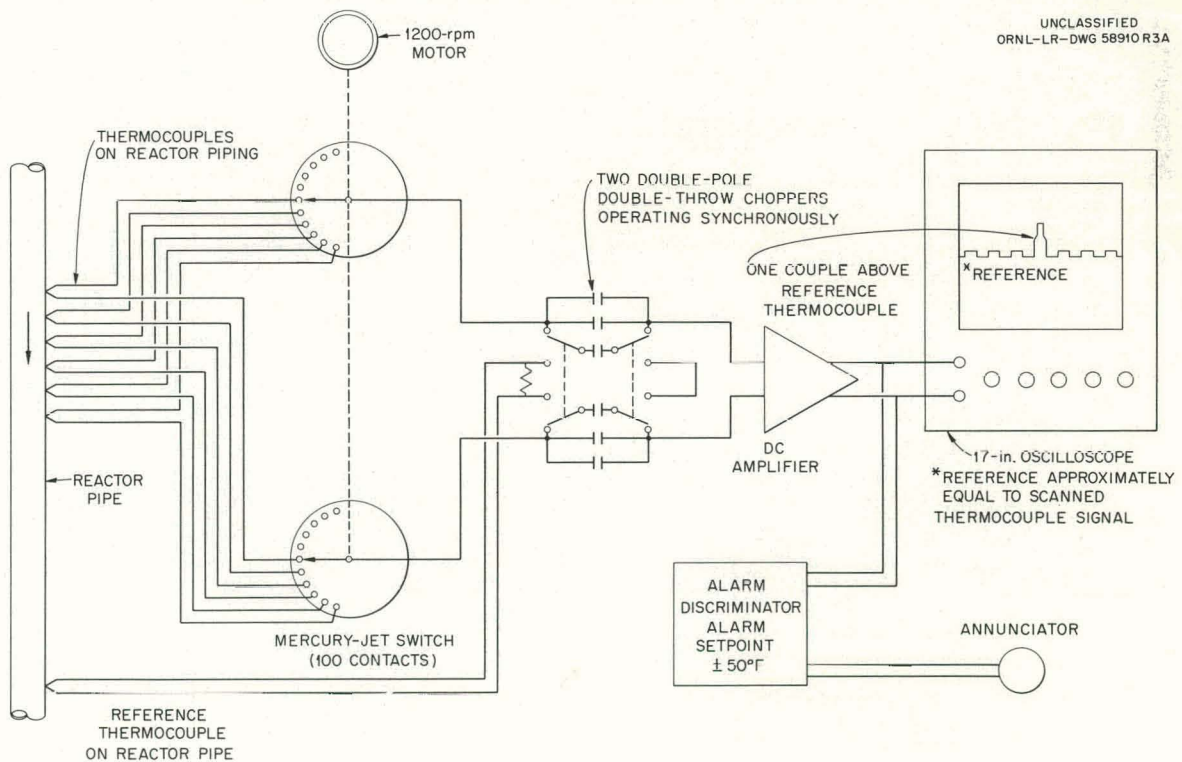 UNCLASSIFIED
ORNL-LR-DWG 58910 R3A
1200-rpm
MOTOR
THERMOCOUPLES
ON REACTOR PIPING
TWO DOUBLE-POLE
DOUBLE-THROW CHOPPERS
OPERATING SYNCHRONOUSLY
ONE COUPLE ABOVE
REFERENCE
THERMOCOUPLE
*REFERENCE
REACTOR
PIPE
DC
AMPLIFIER
17-in. OSCILLOSCOPE
*REFERENCE APPROXIMATELY
EQUAL TO SCANNED
THERMOCOUPLE SIGNAL
MERCURY-JET SWITCH
(100 CONTACTS)
ALARM
DISCRIMINATOR
ALARM
SETPOINT
±50°F
ANNUNCIATOR
REFERENCE
THERMOCOUPLE
ON REACTOR PIPE